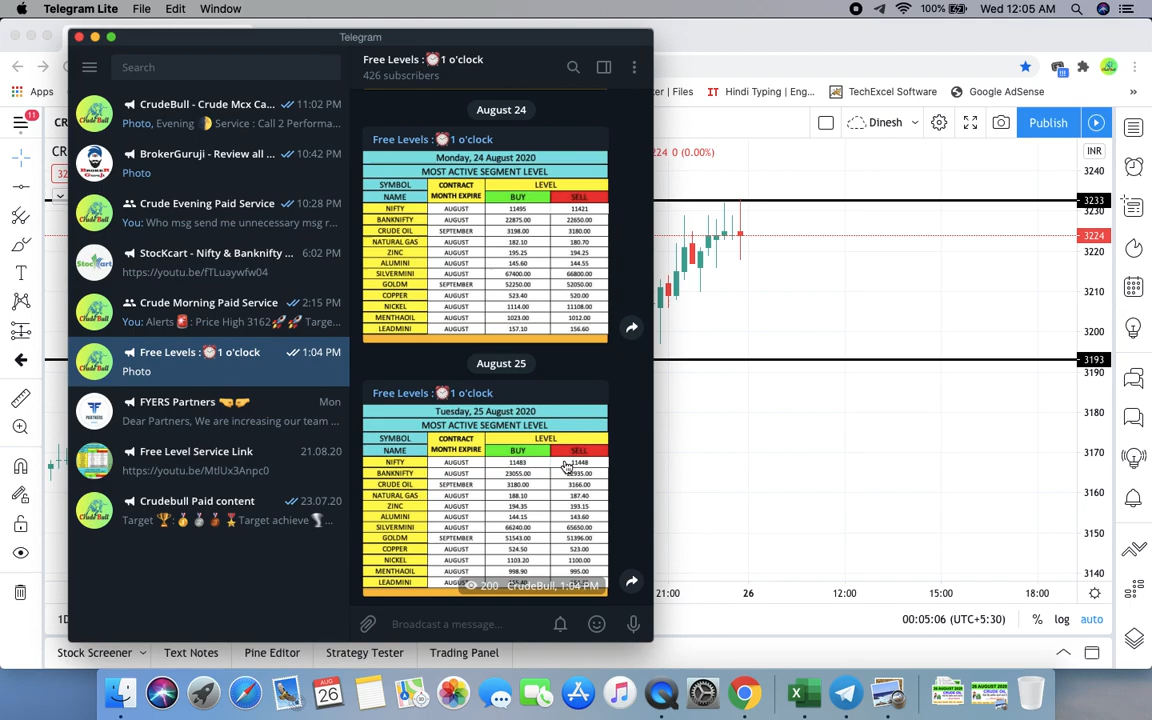 Telegram Lite File Edit Window 100% Wed 12:05 AM
Telegram
Search
Free Levels :⏰1 o'clock
426 subscribers
CrudeBull - Crude Mcx Ca... 11:02 PM
Photo, Evening 🌓 Service : Call 2 Performa...
BrokerGuruji - Review all ... 10:42 PM
Photo
Crude Evening Paid Service 10:28 PM
You: Who msg send me unnecessary msg r...
StocKcart - Nifty & Banknifty ... 6:02 PM
https://youtu.be/fTLuaywfw04
Crude Morning Paid Service 2:15 PM
You: Alerts🚨: Price High 3162🚀🚀 Targe...
Free Levels :⏰1 o'clock 1:04 PM
Photo
FYERS Partners 🤝🤝 Mon
Dear Partners, We are increasing our team ...
Free Level Service Link 21.08.20
https://youtu.be/MtlUx3Anpc0
Crudebull Paid content 23.07.20
Target 🏆:🥇🥈🥉🎖Target achieve 🌪...
August 24
Free Levels :⏰1 o'clock
Monday, 24 August 2020
MOST ACTIVE SEGMENT LEVEL
SYMBOL CONTRACT LEVEL
NAME MONTH EXPIRE BUY SELL
NIFTY AUGUST 11495 11421
BANKNIFTY AUGUST 22875.00 22650.00
CRUDE OIL SEPTEMBER 3198.00 3180.00
NATURAL GAS AUGUST 182.10 180.70
ZINC AUGUST 195.25 194.25
ALUMINI AUGUST 145.60 144.55
SILVERMINI AUGUST 67400.00 66800.00
GOLDM SEPTEMBER 52250.00 52050.00
COPPER AUGUST 523.40 520.00
NICKEL AUGUST 1114.00 11108.00
MENTHAOIL AUGUST 1023.00 1012.00
LEADMINI AUGUST 157.10 156.60
August 25
Free Levels :⏰1 o'clock
Tuesday, 25 August 2020
MOST ACTIVE SEGMENT LEVEL
SYMBOL CONTRACT LEVEL
NAME MONTH EXPIRE BUY SELL
NIFTY AUGUST 11483 11448
BANKNIFTY AUGUST 23055.00
CRUDE OIL SEPTEMBER 3180.00 3166.00
NATURAL GAS AUGUST 188.10 187.40
ZINC AUGUST 194.35 193.15
ALUMINI AUGUST 144.15 143.60
SILVERMINI AUGUST 66240.00 65650.00
GOLDM SEPTEMBER 51543.00 51396.00
COPPER AUGUST 524.50 523.00
NICKEL AUGUST 1103.20 1100.00
MENTHAOIL AUGUST 998.90 995.00
LEADMINI
200 CrudeBull, 1:04 PM
Broadcast a message...
Apps
ter | Files IT Hindi Typing | Eng... TechExcel Software Google AdSense »
11
Dinesh Publish
224 0 (0.00%)
INR
3240
3233
3230
3224
3220
3210
3200
3193
3190
3180
3170
3160
3150
3140
21:00 26 12:00 15:00 18:00
00:05:06 (UTC+5:30) % log auto
Stock Screener Text Notes Pine Editor Strategy Tester Trading Panel
AUG
26